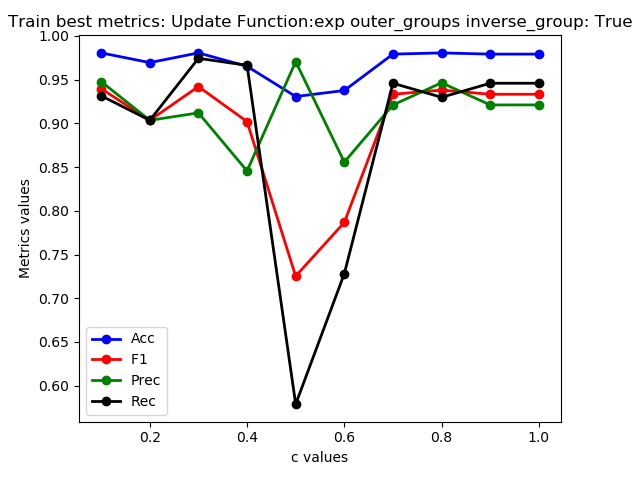 Train best metrics: Update Function:exp outer_groups inverse_group: True
1.00
0.95
0.90
0.85
0.80
0.75
0.70
0.65
0.60
Metrics values
Acc
F1
Prec
Rec
0.2
0.4
0.6
0.8
1.0
c values